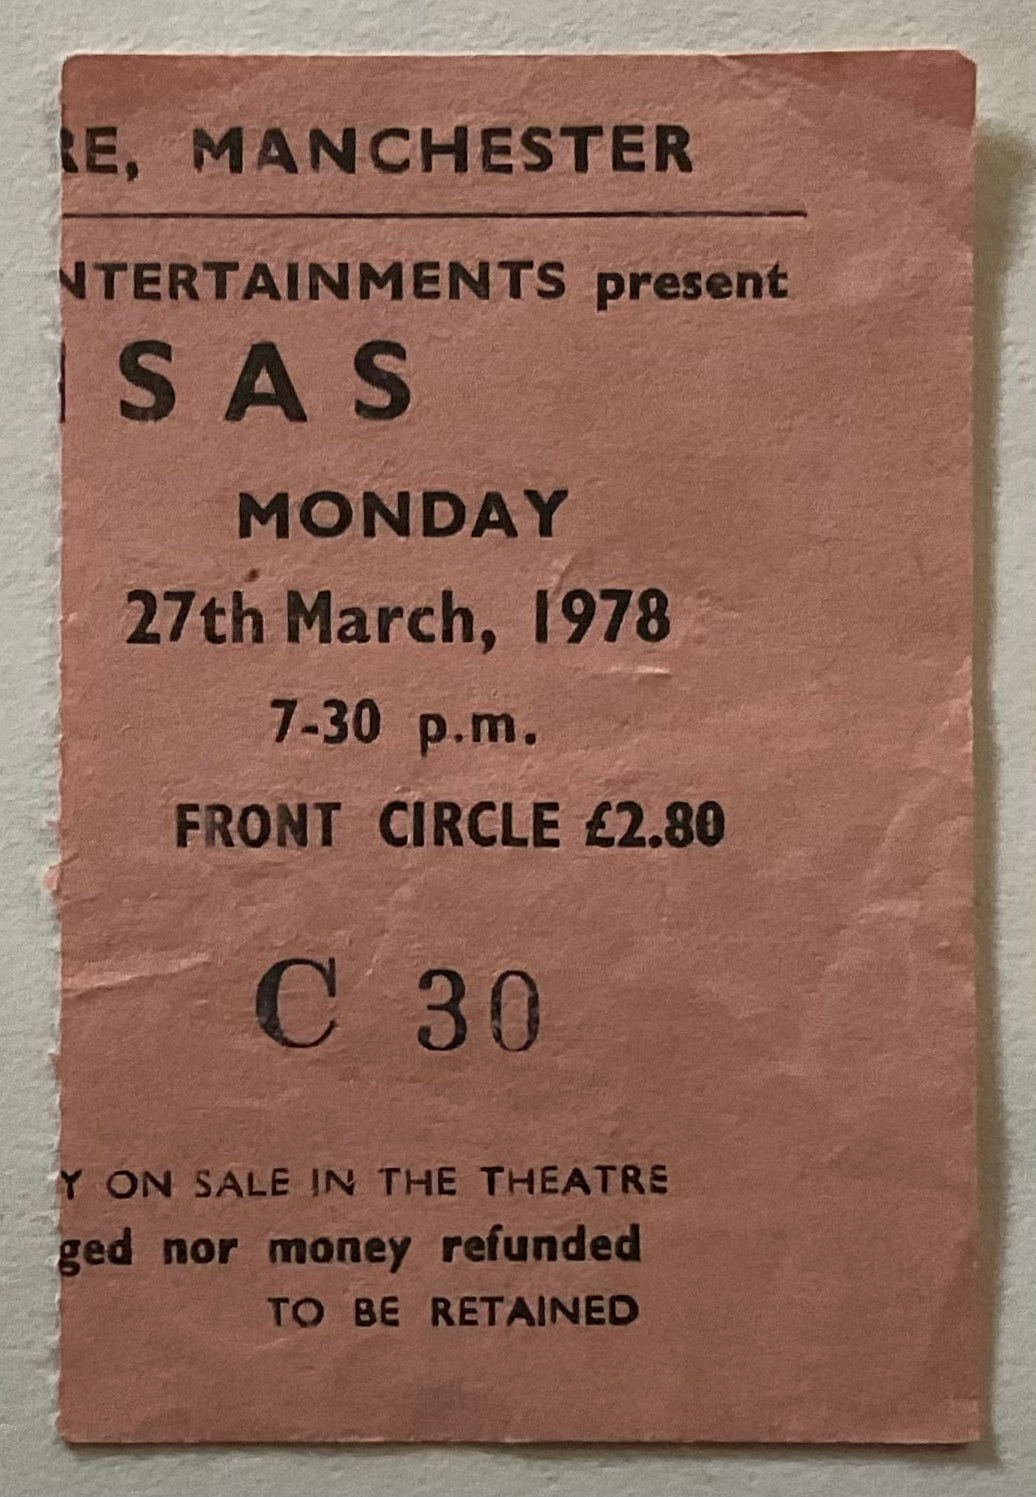 RE, MANCHESTER
NTERTAINMENTS present
SAS
MONDAY
27th March, 1978
7-30 p.m.
FRONT CIRCLE £2.80
C 30
Y ON SALE IN THE THEATRE
ged nor money refunded
TO BE RETAINED